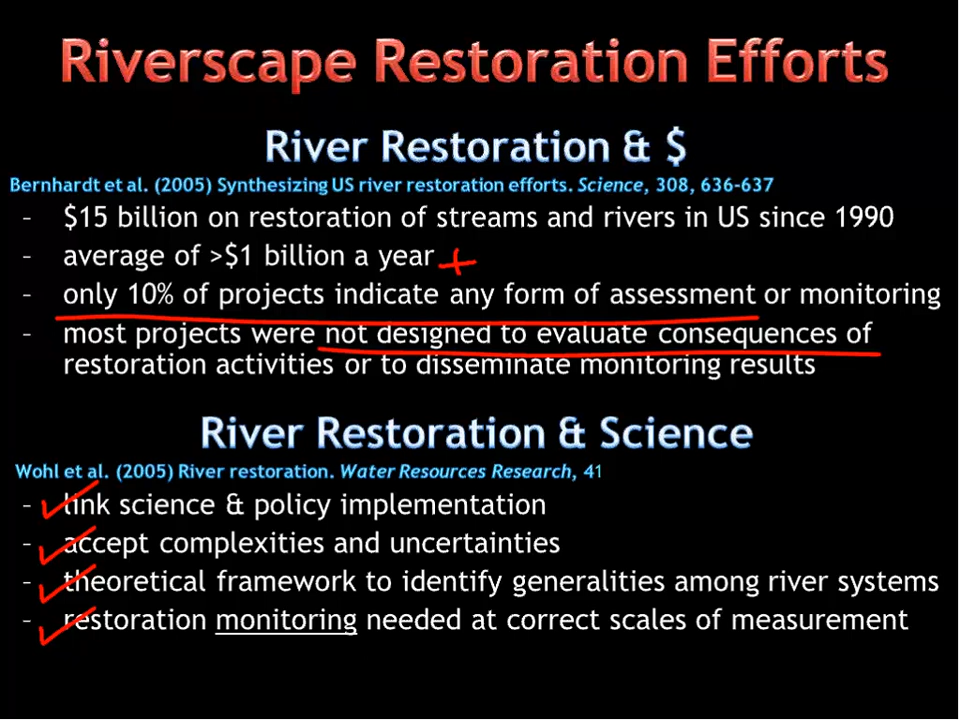 Riverscape Restoration Efforts
River Restoration & $
Bernhardt et al. (2005) Synthesizing US river restoration efforts. Science, 308, 636-637
- $15 billion on restoration of streams and rivers in US since 1990
- average of >$1 billion a year +
- only 10% of projects indicate any form of assessment or monitoring
- most projects were not designed to evaluate consequences of
restoration activities or to disseminate monitoring results
River Restoration & Science
Wohl et al. (2005) River restoration. Water Resources Research, 41
- link science & policy implementation
- accept complexities and uncertainties
- theoretical framework to identify generalities among river systems
- restoration monitoring needed at correct scales of measurement